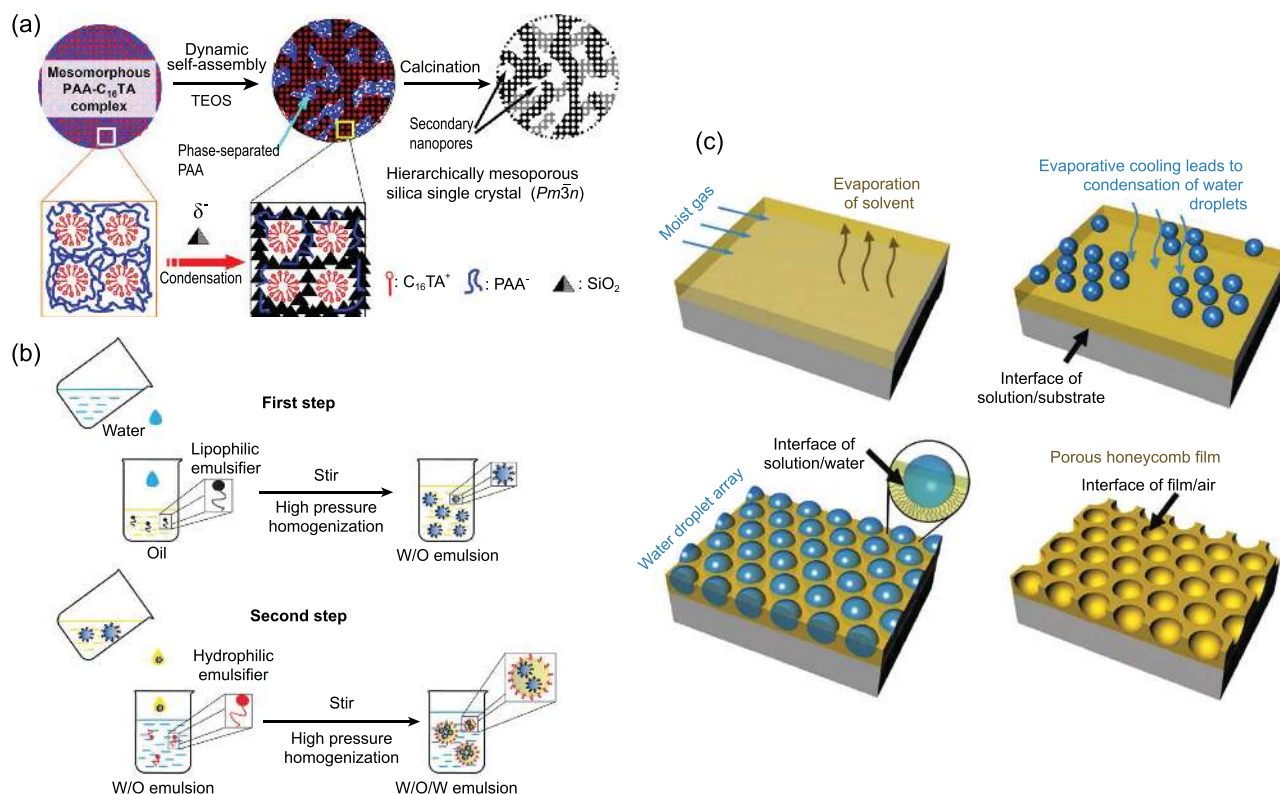 (a)
Mesomorphous
PAA-C₁₆TA
complex
Dynamic
self-assembly
TEOS
Calcination
Phase-separated
PAA
Secondary
nanopores
Hierarchically mesoporous
silica single crystal (Pm3̅n)
δ⁻
Condensation
: C₁₆TA⁺
: PAA⁻
: SiO₂
(b)
First step
Water
Lipophilic
emulsifier
Stir
High pressure
homogenization
Oil
W/O emulsion
Second step
Hydrophilic
emulsifier
Stir
High pressure
homogenization
W/O emulsion
W/O/W emulsion
(c)
Moist gas
Evaporation
of solvent
Evaporative cooling leads to
condensation of water
droplets
Interface of
solution/substrate
Water droplet array
Interface of
solution/water
Porous honeycomb film
Interface of film/air